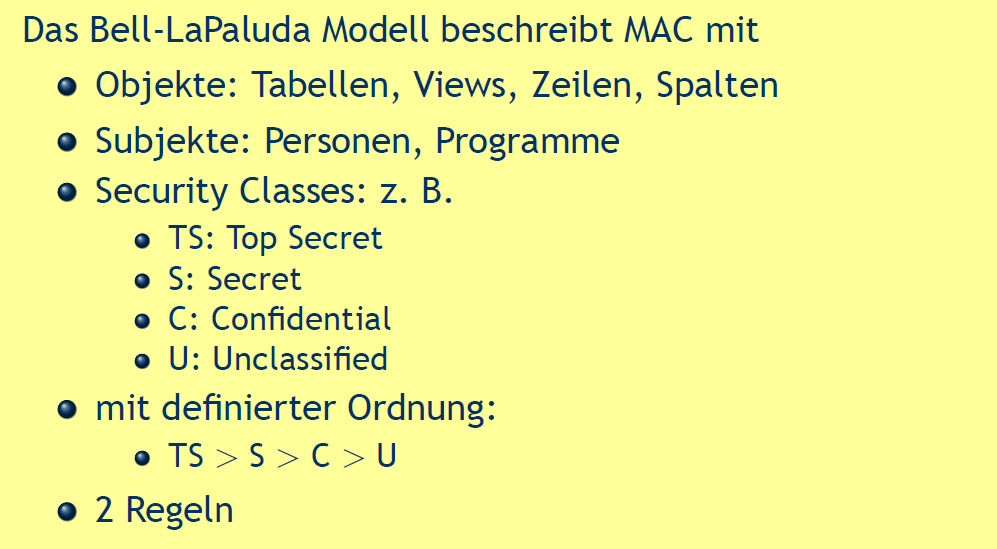 Das Bell-LaPaluda Modell beschreibt MAC mit
Objekte: Tabellen, Views, Zeilen, Spalten
Subjekte: Personen, Programme
Security Classes: z. B.
TS: Top Secret
S: Secret
C: Confidential
U: Unclassified
mit definierter Ordnung:
TS > S > C > U
2 Regeln